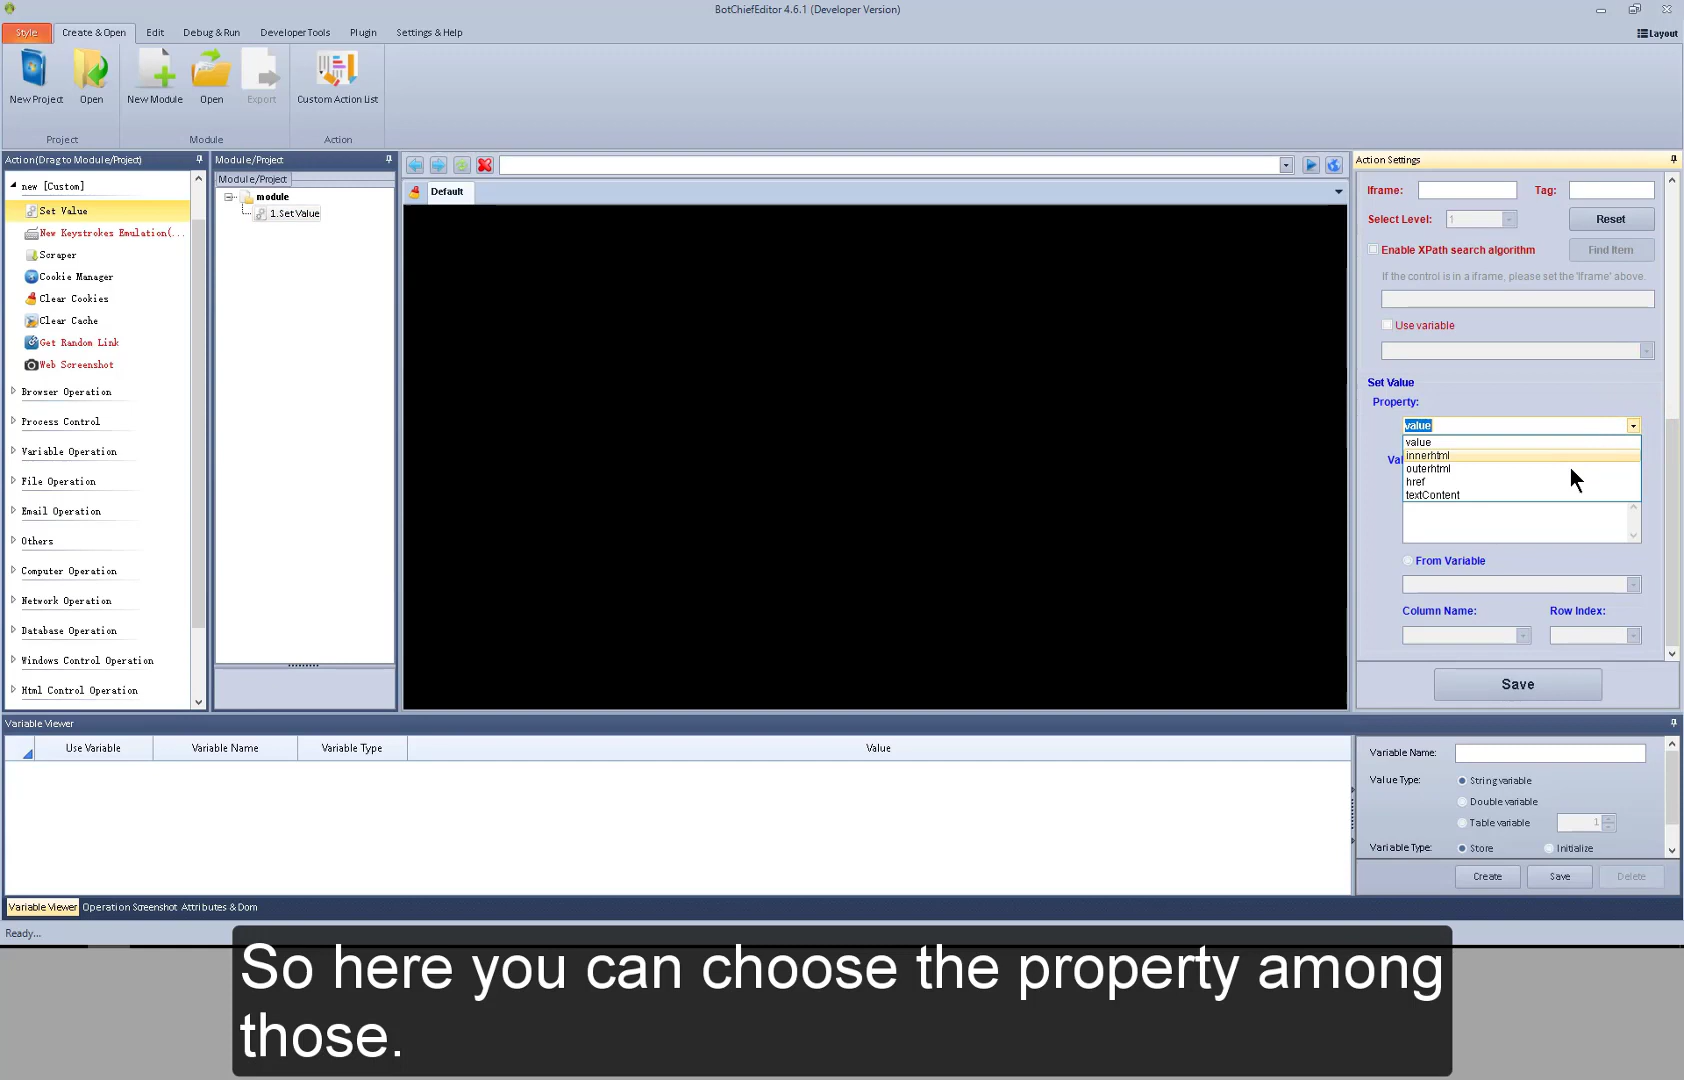 BotChiefEditor 4.6.1 (Developer Version)
Style Create & Open Edit Debug & Run Developer Tools Plugin Settings & Help Layout
New Project Open New Module Open Export Custom Action List
Project Module Action
Action(Drag to Module/Project)
new [Custom]
Set Value
New Keystrokes Emulation(...
Scraper
Cookie Manager
Clear Cookies
Clear Cache
Get Random Link
Web Screenshot
Browser Operation
Process Control
Variable Operation
File Operation
Email Operation
Others
Computer Operation
Network Operation
Database Operation
Windows Control Operation
Html Control Operation
Module/Project
Module/Project
module
1.Set Value
Default
Action Settings
Iframe: Tag:
Select Level: 1 Reset
Enable XPath search algorithm Find Item
If the control is in a iframe, please set the 'Iframe' above.
Use variable
Set Value
Property:
value
value
Val
innerhtml
outerhtml
href
textContent
From Variable
Column Name: Row Index:
Save
Variable Viewer
Use Variable Variable Name Variable Type Value
Variable Name:
Value Type: String variable
Double variable
Table variable 1
Variable Type: Store Initialize
Create Save Delete
Variable Viewer Operation Screenshot Attributes & Dom
Ready...
So here you can choose the property among
those.